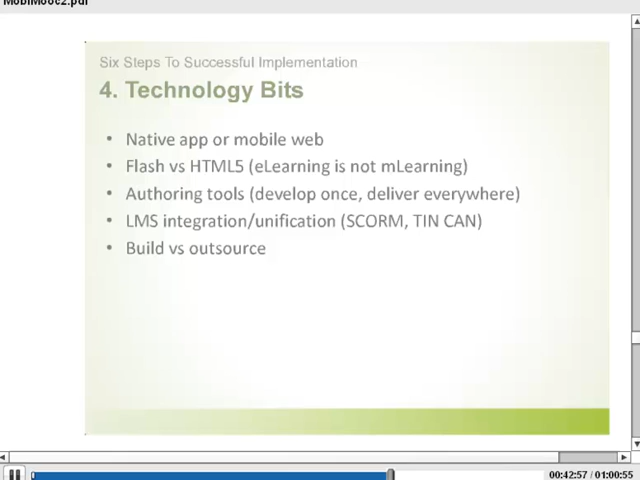 MobiMooc2.pdf
Six Steps To Successful Implementation
4. Technology Bits
• Native app or mobile web
• Flash vs HTML5 (eLearning is not mLearning)
• Authoring tools (develop once, deliver everywhere)
• LMS integration/unification (SCORM, TIN CAN)
• Build vs outsource
00:42:57 / 01:00:55